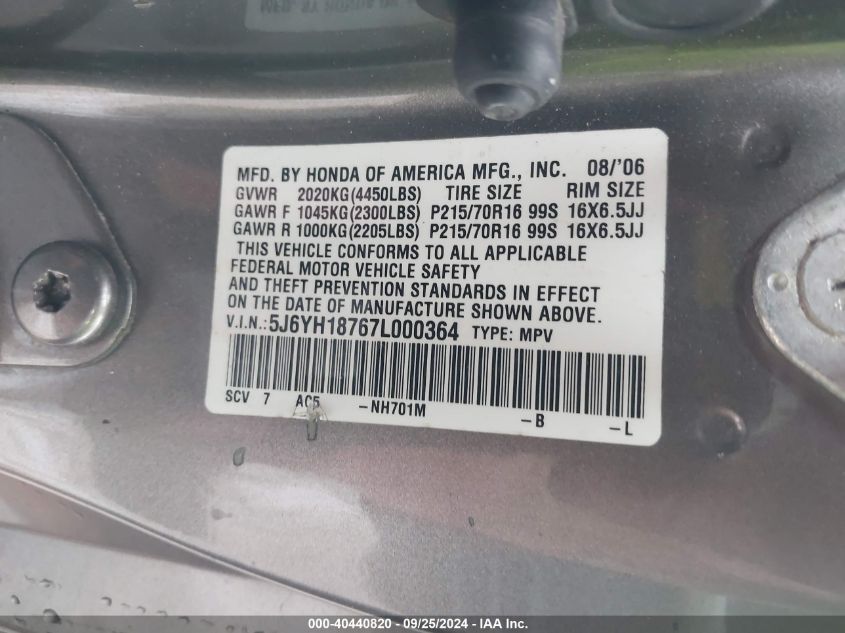 MFD. BY HONDA OF AMERICA MFG., INC. 08/'06
GVWR 2020KG(4450LBS) TIRE SIZE RIM SIZE
GAWR F 1045KG(2300LBS) P215/70R16 99S 16X6.5JJ
GAWR R 1000KG(2205LBS) P215/70R16 99S 16X6.5JJ
THIS VEHICLE CONFORMS TO ALL APPLICABLE
FEDERAL MOTOR VEHICLE SAFETY
AND THEFT PREVENTION STANDARDS IN EFFECT
ON THE DATE OF MANUFACTURE SHOWN ABOVE.
V.I.N.: 5J6YH18767L000364 TYPE: MPV
SCV 7 AC5 -NH701M -B -L
000-40440820 - 09/25/2024 - IAA Inc.